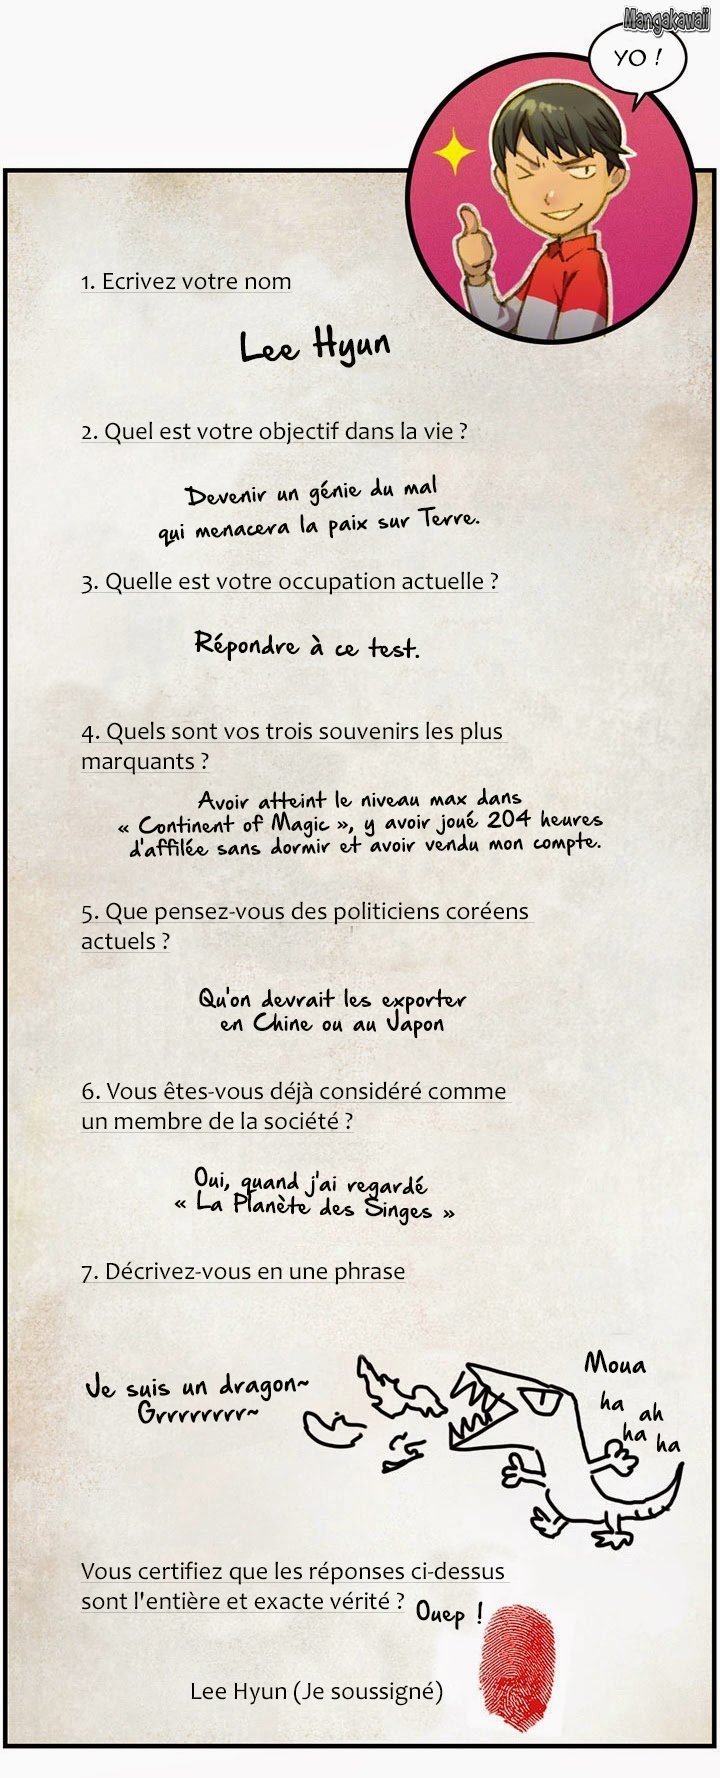 Mangakawaii
YO !
1. Ecrivez votre nom
Lee Hyun
2. Quel est votre objectif dans la vie ?
Devenir un génie du mal
qui menacera la paix sur Terre.
3. Quelle est votre occupation actuelle ?
Répondre à ce test.
4. Quels sont vos trois souvenirs les plus
marquants ?
Avoir atteint le niveau max dans
« Continent of Magic », y avoir joué 204 heures
d'affilée sans dormir et avoir vendu mon compte.
5. Que pensez-vous des politiciens coréens
actuels ?
Qu'on devrait les exporter
en Chine ou au Japon
6. Vous êtes-vous déjà considéré comme
un membre de la société ?
Oui, quand j'ai regardé
« La Planète des Singes »
7. Décrivez-vous en une phrase
Je suis un dragon~
Grrrrrrrr~
Moua
ha
ah
ha
ha
Vous certifiez que les réponses ci-dessus
sont l'entière et exacte vérité ?
Ouep !
Lee Hyun (Je soussigné)